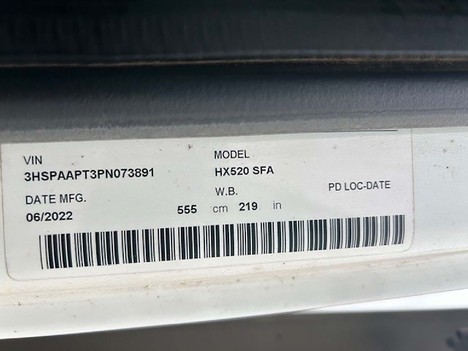 VIN MODEL
3HSPAAPT3PN073891 HX520 SFA
DATE MFG. W.B. PD LOC-DATE
06/2022 555 cm 219 in